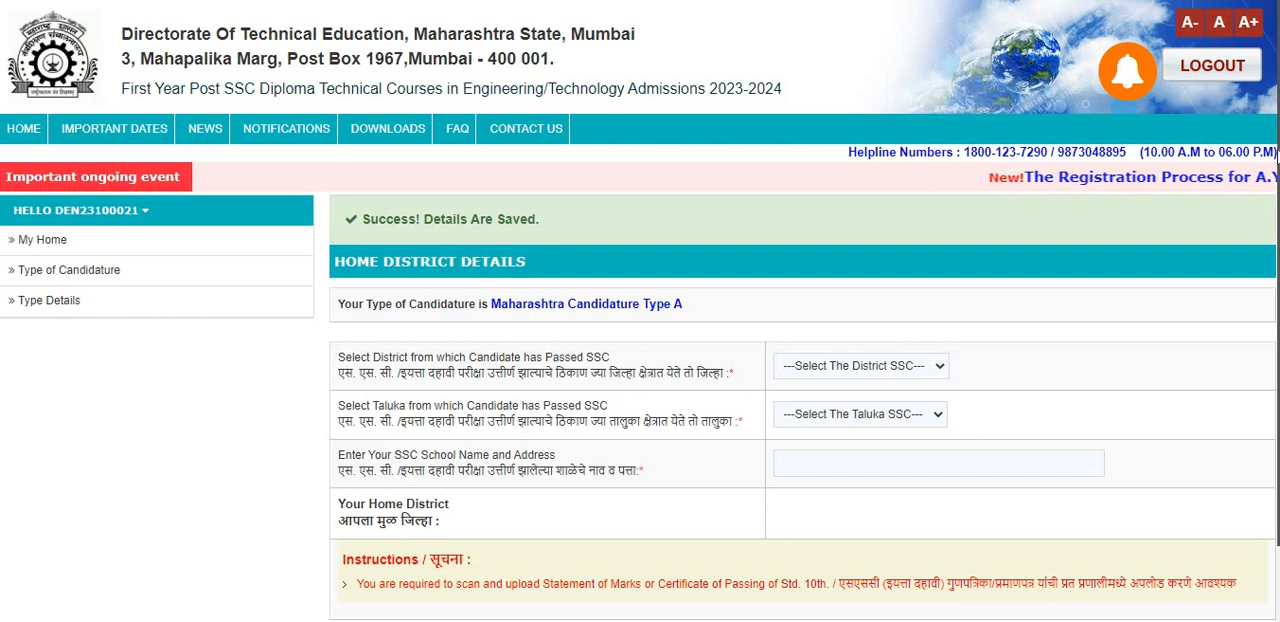 Directorate Of Technical Education, Maharashtra State, Mumbai
3, Mahapalika Marg, Post Box 1967,Mumbai - 400 001.
First Year Post SSC Diploma Technical Courses in Engineering/Technology Admissions 2023-2024
A- A A+
LOGOUT
HOME IMPORTANT DATES NEWS NOTIFICATIONS DOWNLOADS FAQ CONTACT US
Helpline Numbers : 1800-123-7290 / 9873048895 (10.00 A.M to 06.00 P.M)
Important ongoing event
New!The Registration Process for A.Y
HELLO DEN23100021
» My Home
» Type of Candidature
» Type Details
✔ Success! Details Are Saved.
HOME DISTRICT DETAILS
Your Type of Candidature is Maharashtra Candidature Type A
Select District from which Candidate has Passed SSC
एस. एस. सी. /इयत्ता दहावी परीक्षा उत्तीर्ण झाल्याचे ठिकाण ज्या जिल्हा क्षेत्रात येते तो जिल्हा :*
---Select The District SSC---
Select Taluka from which Candidate has Passed SSC
एस. एस. सी. /इयत्ता दहावी परीक्षा उत्तीर्ण झाल्याचे ठिकाण ज्या तालुका क्षेत्रात येते तो तालुका :*
---Select The Taluka SSC---
Enter Your SSC School Name and Address
एस. एस. सी. /इयत्ता दहावी परीक्षा उत्तीर्ण झालेल्या शाळेचे नाव व पत्ता:*
Your Home District
आपला मुळ जिल्हा :
Instructions / सूचना :
You are required to scan and upload Statement of Marks or Certificate of Passing of Std. 10th. / एसएससी (इयत्ता दहावी) गुणपत्रिका/प्रमाणपत्र यांची प्रत प्रणालीमध्ये अपलोड करणे आवश्यक